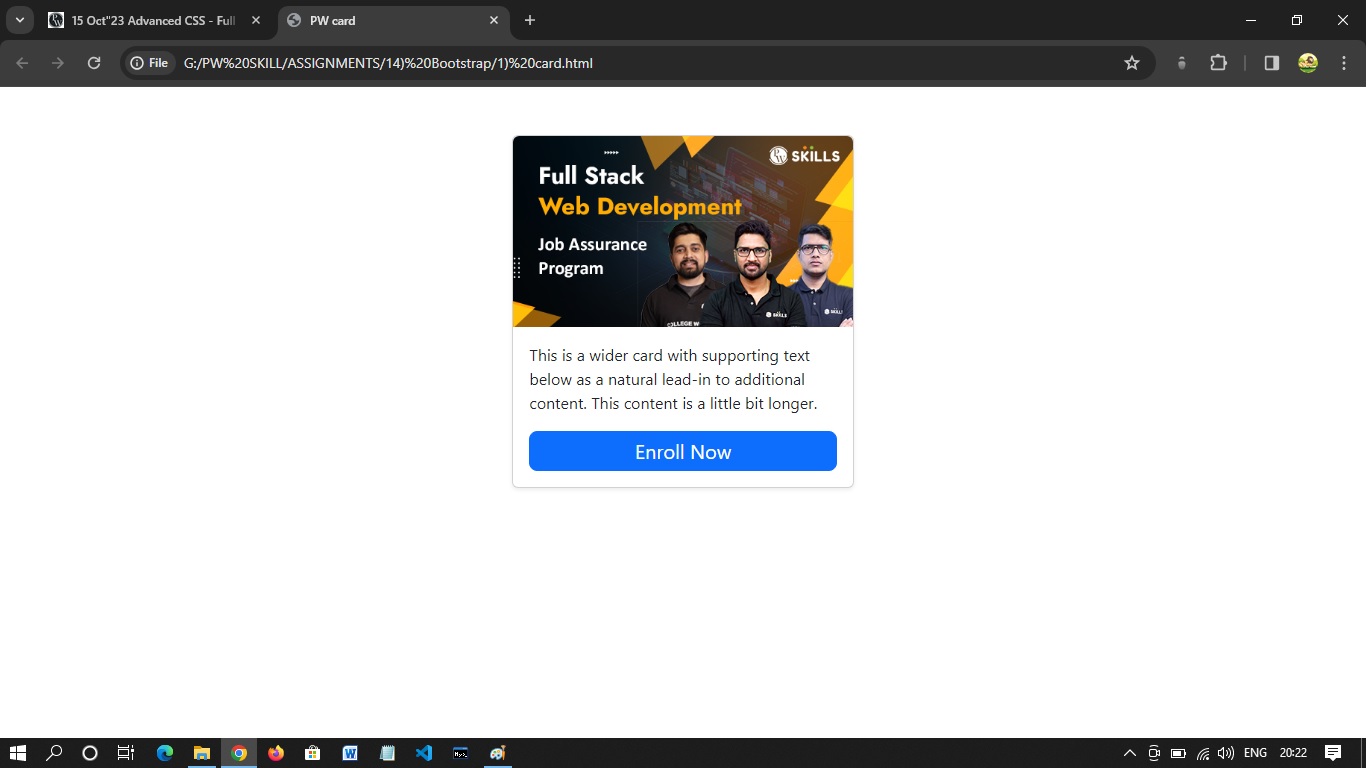 15 Oct"23 Advanced CSS - Full
PW card
File
G:/PW%20SKILL/ASSIGNMENTS/14)%20Bootstrap/1)%20card.html
PW SKILLS
Full Stack
Web Development
Job Assurance
Program
COLLEGE W
SKILLS
This is a wider card with supporting text
below as a natural lead-in to additional
content. This content is a little bit longer.
Enroll Now
ENG
20:22